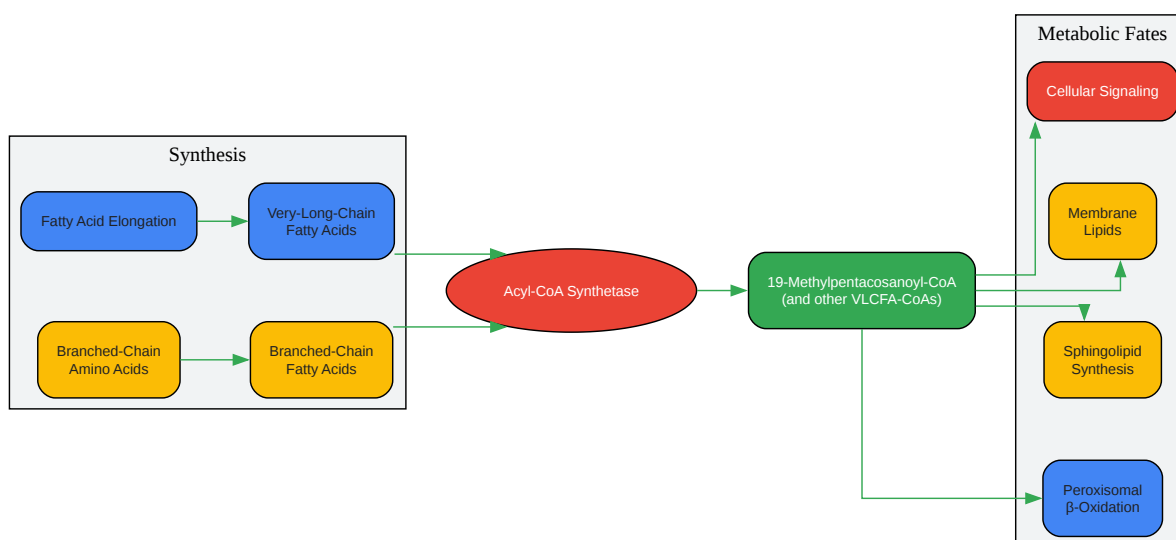 Metabolic Fates
Cellular Signaling
Synthesis
Fatty Acid Elongation
Very-Long-Chain
Fatty Acids
Membrane
Lipids
Acyl-CoA Synthetase
19-Methylpentacosanoyl-CoA
(and other VLCFA-CoAs)
Branched-Chain
Amino Acids
Branched-Chain
Fatty Acids
Sphingolipid
Synthesis
Peroxisomal
β-Oxidation